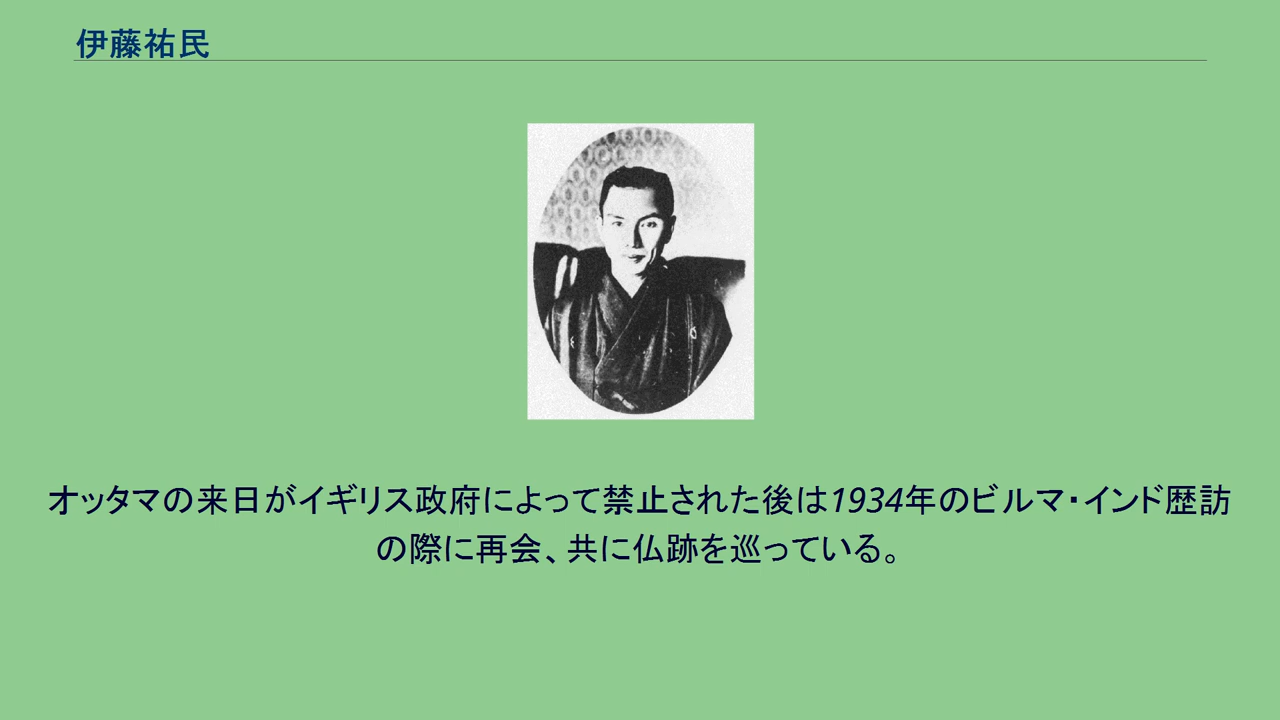 伊藤祐民
オッタマの来日がイギリス政府によって禁止された後は1934年のビルマ・インド歴訪
の際に再会、共に仏跡を巡っている。